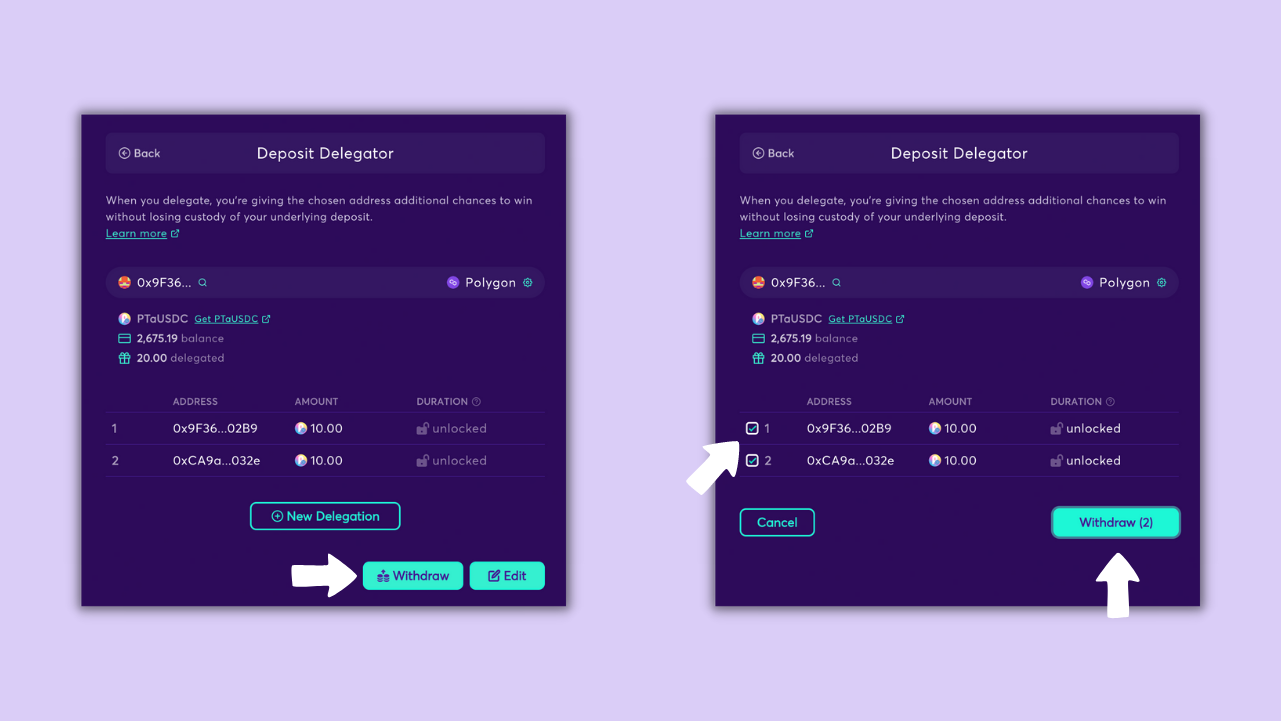 Back
Deposit Delegator
When you delegate, you're giving the chosen address additional chances to win
without losing custody of your underlying deposit.
Learn more
0x9F36... Polygon
PTaUSDC Get PTaUSDC
2,675.19 balance
20.00 delegated
ADDRESS AMOUNT DURATION
1 0x9F36...02B9 10.00 unlocked
2 0xCA9a...032e 10.00 unlocked
New Delegation
Withdraw Edit
Back
Deposit Delegator
When you delegate, you're giving the chosen address additional chances to win
without losing custody of your underlying deposit.
Learn more
0x9F36... Polygon
PTaUSDC Get PTaUSDC
2,675.19 balance
20.00 delegated
ADDRESS AMOUNT DURATION
1 0x9F36...02B9 10.00 unlocked
2 0xCA9a...032e 10.00 unlocked
Cancel Withdraw (2)